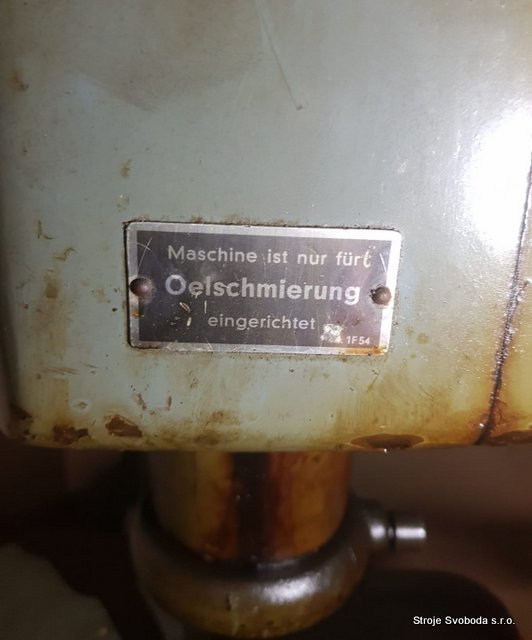 Maschine ist nur für
Oelschmierung
eingerichtet
1F54
Stroje Svoboda s.r.o.